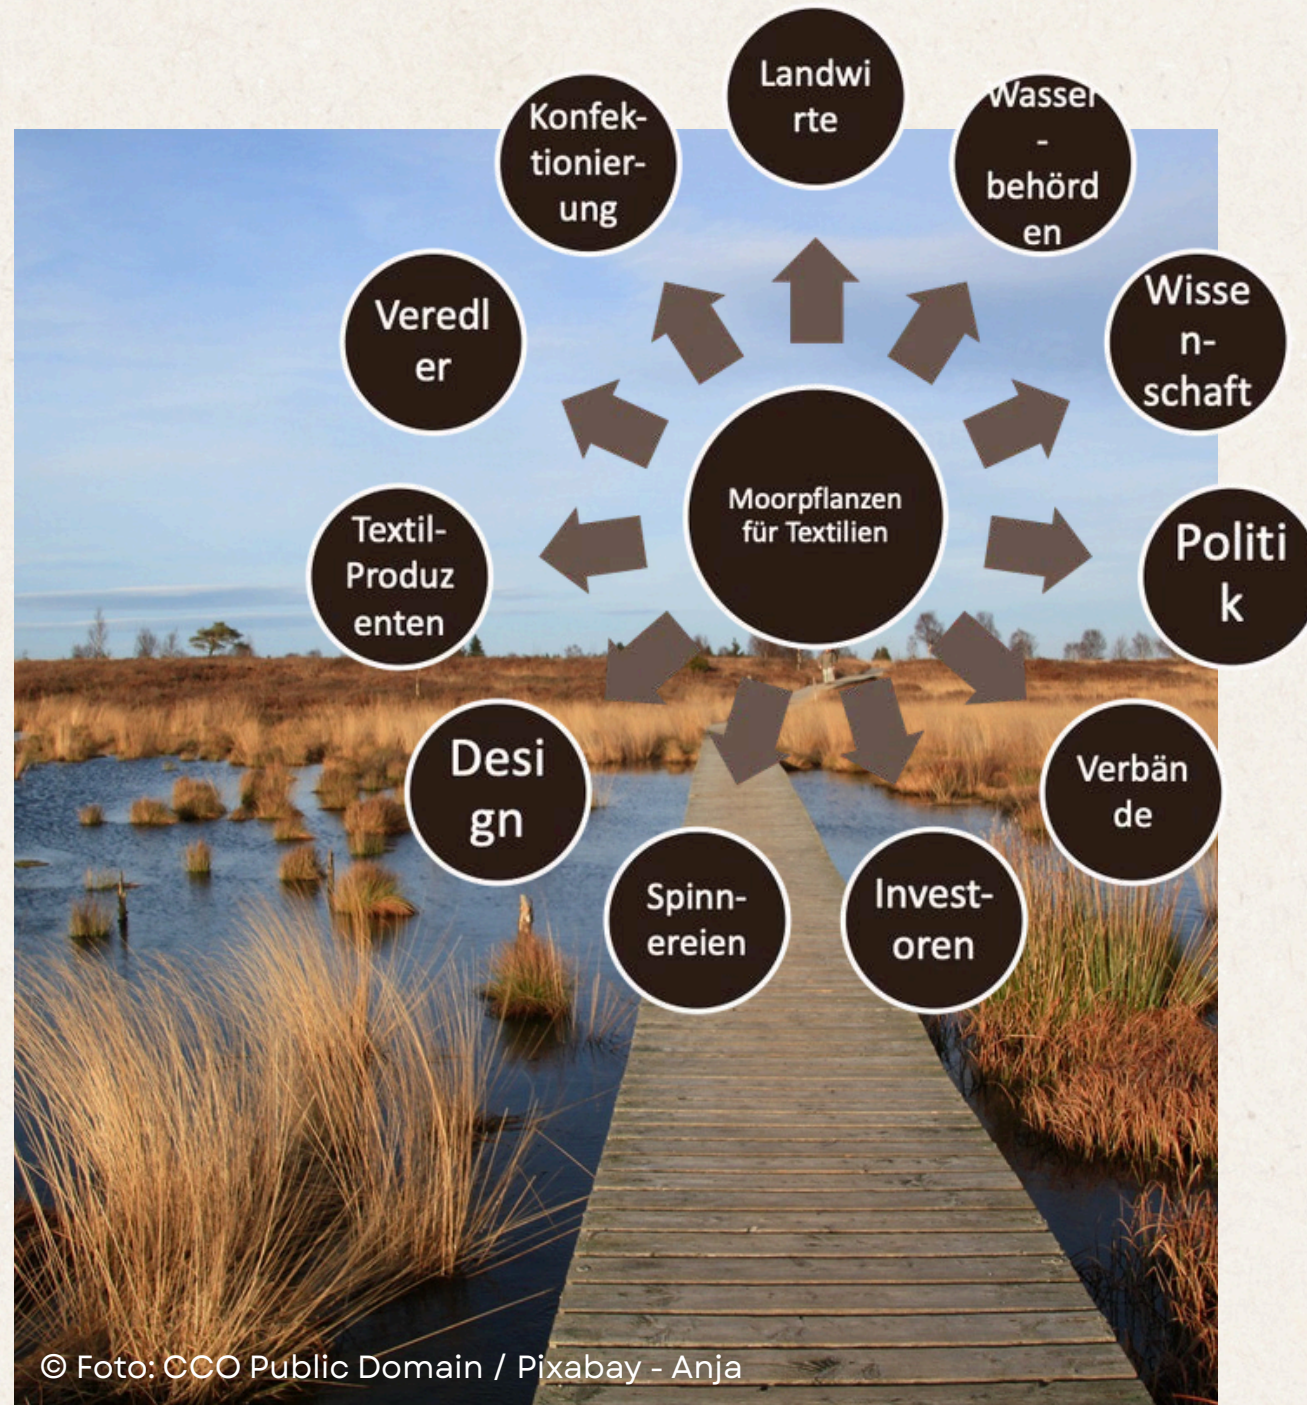 Landwi
rte
Wasser
-
behörd
en
Wisse
n-
schaft
Politi
k
Verbän
de
Invest-
oren
Spinn-
ereien
Desi
gn
Textil-
Produz
enten
Veredl
er
Konfek-
tionier-
ung
Moorpflanzen
für Textilien
© Foto: CCO Public Domain / Pixabay - Anja